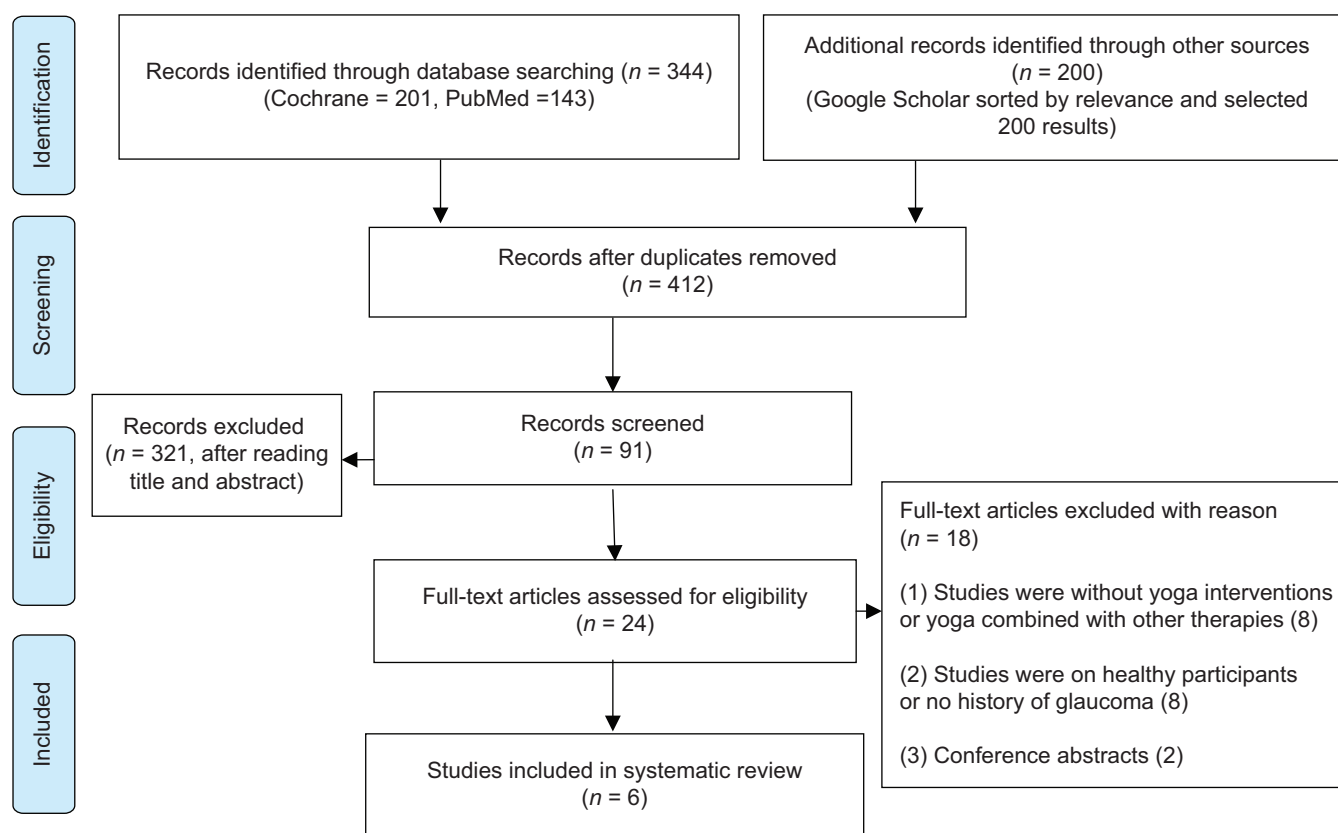 Identification
Records identified through database searching (n = 344)
(Cochrane = 201, PubMed =143)
Additional records identified through other sources
(n = 200)
(Google Scholar sorted by relevance and selected
200 results)
Screening
Records after duplicates removed
(n = 412)
Eligibility
Records excluded
(n = 321, after reading
title and abstract)
Records screened
(n = 91)
Full-text articles assessed for eligibility
(n = 24)
Full-text articles excluded with reason
(n = 18)
(1) Studies were without yoga interventions
or yoga combined with other therapies (8)
(2) Studies were on healthy participants
or no history of glaucoma (8)
(3) Conference abstracts (2)
Included
Studies included in systematic review
(n = 6)